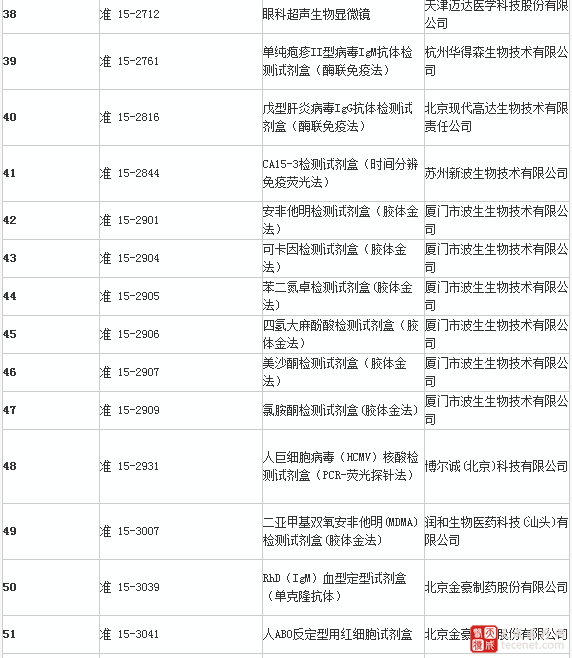 38 准 15-2712 眼科超声生物显微镜 天津迈达医学科技股份有限
公司
39 准 15-2761 单纯疱疹II型病毒IgM抗体检 杭州华得森生物技术有限公
测试剂盒（酶联免疫法） 司
40 准 15-2816 戊型肝炎病毒IgG抗体检测试 北京现代高达生物技术有限
剂盒（酶联免疫法） 责任公司
41 准 15-2844 CA15-3检测试剂盒（时间分辨 苏州新波生物技术有限公司
免疫荧光法）
42 准 15-2901 安非他明检测试剂盒（胶体金 厦门市波生生物技术有限公
法） 司
43 准 15-2904 可卡因检测试剂盒（胶体金 厦门市波生生物技术有限公
法） 司
44 准 15-2905 苯二氮卓检测试剂盒(胶体金 厦门市波生生物技术有限公
法） 司
45 准 15-2906 四氢大麻酚酸检测试剂盒（胶 厦门市波生生物技术有限公
体金法） 司
46 准 15-2907 美沙酮检测试剂盒（胶体金 厦门市波生生物技术有限公
法） 司
47 准 15-2909 氯胺酮检测试剂盒(胶体金法） 厦门市波生生物技术有限公
司
48 准 15-2931 人巨细胞病毒（HCMV）核酸检 博尔诚(北京)科技有限公司
测试剂盒（PCR-荧光探针法）
49 准 15-3007 二亚甲基双氧安非他明(MDMA) 润和生物医药科技(汕头)有
检测试剂盒(胶体金法） 限公司
50 准 15-3039 RhD（IgM）血型定型试剂盒 北京金豪制药股份有限公司
（单克隆抗体）
51 准 15-3041 人ABO反定型用红细胞试剂盒 北京金豪 股份有限公司
tecenet.com